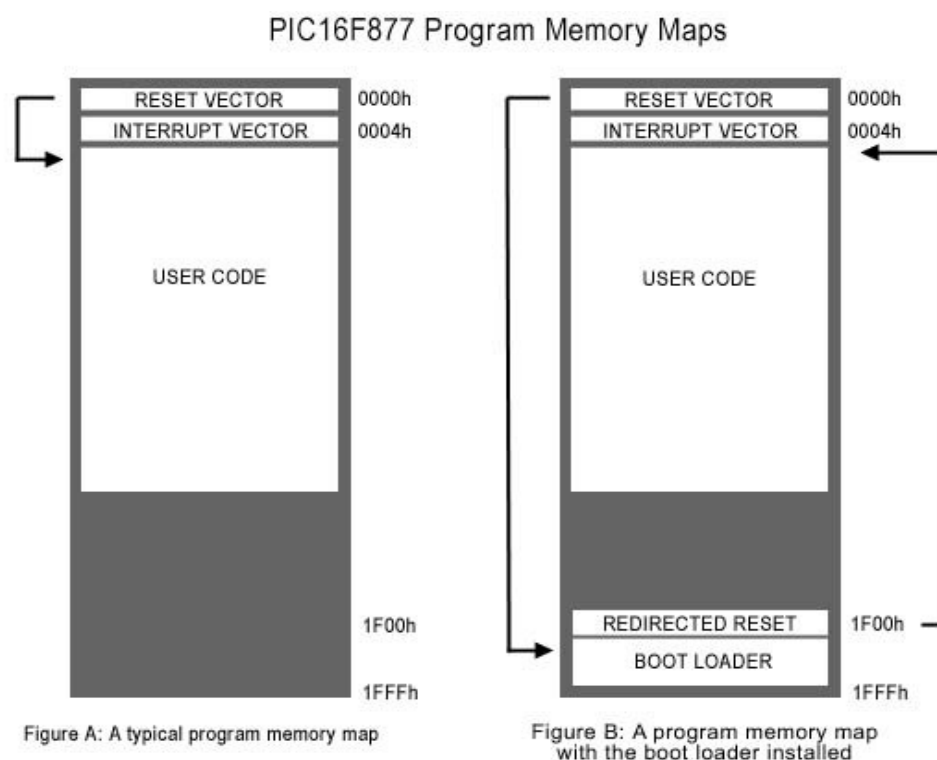 PIC16F877 Program Memory Maps
RESET VECTOR
0000h
INTERRUPT VECTOR
0004h
USER CODE
1F00h
1FFFh
Figure A: A typical program memory map
RESET VECTOR
0000h
INTERRUPT VECTOR
0004h
USER CODE
REDIRECTED RESET
1F00h
BOOT LOADER
1FFFh
Figure B: A program memory map
with the boot loader installed